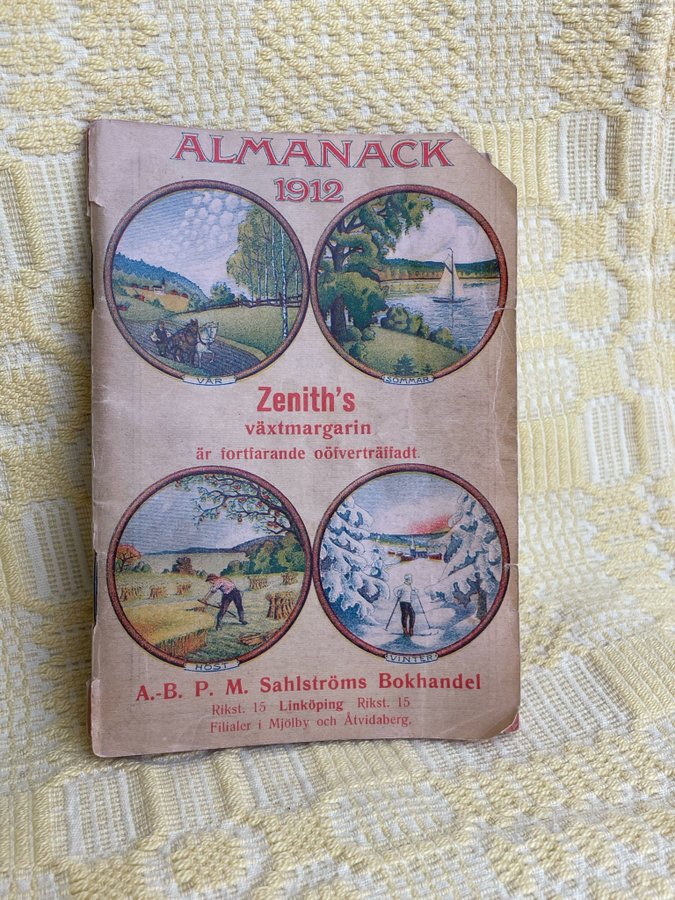 ALMANACK
1912
VÅR
SOMMAR
Zenith's
växtmargarin
är fortfarande oöfverträffadt.
HÖST
VINTER
A.-B. P. M. Sahlströms Bokhandel
Rikst. 15 Linköping Rikst. 15
Filialer i Mjölby och Åtvidaberg.